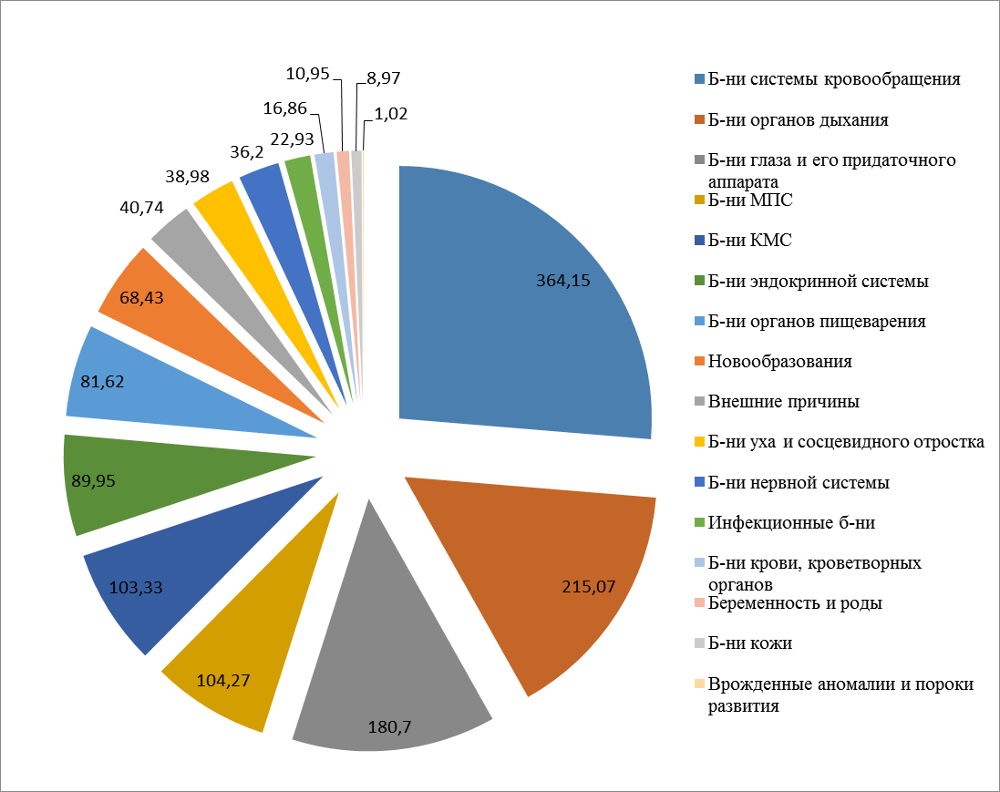 10,95
8,97
16,86
1,02
22,93
36,2
38,98
40,74
364,15
68,43
81,62
89,95
103,33
215,07
104,27
180,7
Б-ни системы кровообращения
Б-ни органов дыхания
Б-ни глаза и его придаточного
аппарата
Б-ни МПС
Б-ни КМС
Б-ни эндокринной системы
Б-ни органов пищеварения
Новообразования
Внешние причины
Б-ни уха и сосцевидного отростка
Б-ни нервной системы
Инфекционные б-ни
Б-ни крови, кроветворных
органов
Беременность и роды
Б-ни кожи
Врожденные аномалии и пороки
развития